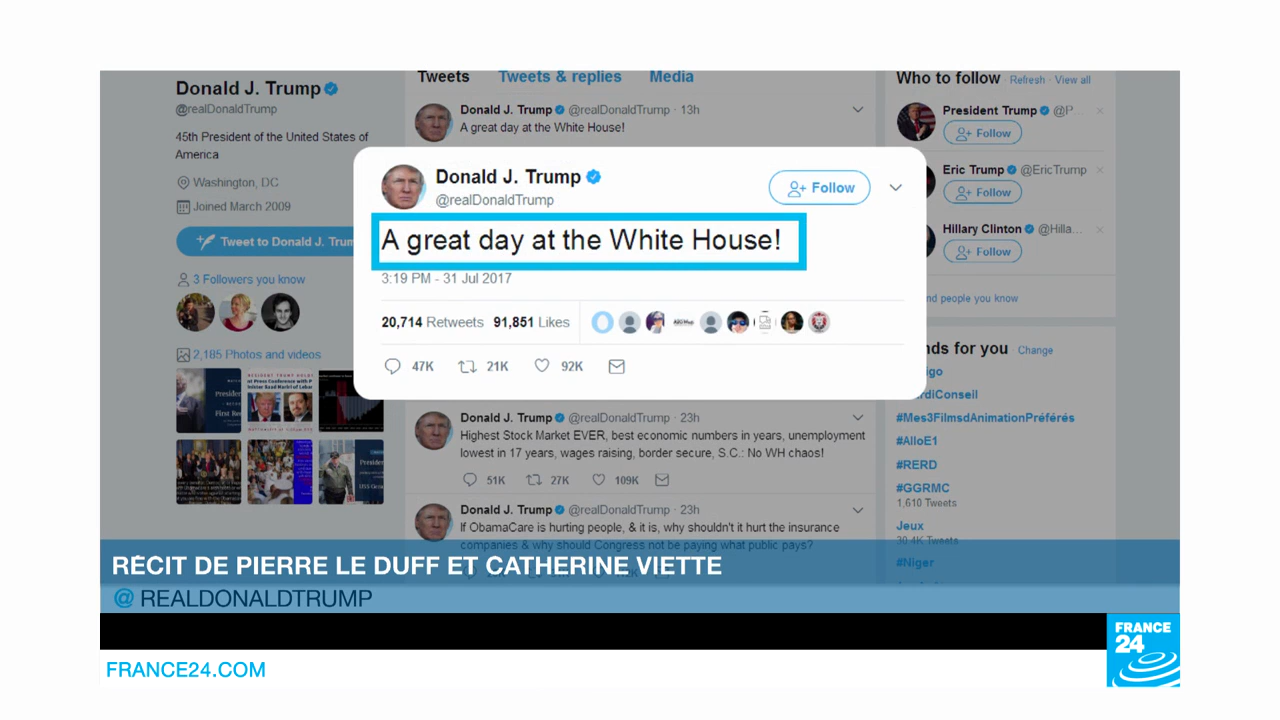 Donald J. Trump
@realDonaldTrump
45th President of the United States of
America
Washington, DC
Joined March 2009
Tweet to Donald J. Trum
3 Followers you know
2,185 Photos and videos
Tweets Tweets & replies Media
Donald J. Trump @realDonaldTrump · 13h
A great day at the White House!
Donald J. Trump
@realDonaldTrump
Follow
A great day at the White House!
3:19 PM - 31 Jul 2017
20,714 Retweets 91,851 Likes
47K 21K 92K
Donald J. Trump @realDonaldTrump · 23h
Highest Stock Market EVER, best economic numbers in years, unemployment
lowest in 17 years, wages raising, border secure, S.C.: No WH chaos!
51K 27K 109K
Donald J. Trump @realDonaldTrump · 23h
If ObamaCare is hurting people, & it is, why shouldn't it hurt the insurance
companies & why should Congress not be paying what public pays?
Who to follow Refresh · View all
President Trump @P...
Follow
Eric Trump @EricTrump
Follow
Hillary Clinton @Hilla...
Follow
nd people you know
nds for you Change
igo
rdiConseil
#Mes3FilmsdAnimationPréférés
#AlloE1
#RERD
#GGRMC
1,610 Tweets
Jeux
30.4K Tweets
#Niger
RÉCIT DE PIERRE LE DUFF ET CATHERINE VIETTE
@ REALDONALDTRUMP
FRANCE
24
FRANCE24.COM